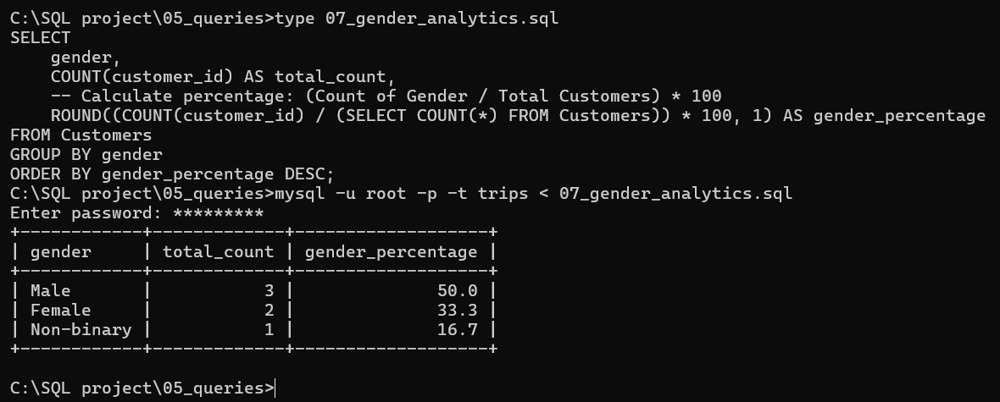 C:\SQL project\05_queries>type 07_gender_analytics.sql
SELECT
    gender,
    COUNT(customer_id) AS total_count,
    -- Calculate percentage: (Count of Gender / Total Customers) * 100
    ROUND((COUNT(customer_id) / (SELECT COUNT(*) FROM Customers)) * 100, 1) AS gender_percentage
FROM Customers
GROUP BY gender
ORDER BY gender_percentage DESC;
C:\SQL project\05_queries>mysql -u root -p -t trips < 07_gender_analytics.sql
Enter password: *********
+------------+-------------+-------------------+
| gender     | total_count | gender_percentage |
+------------+-------------+-------------------+
| Male       |           3 |              50.0 |
| Female     |           2 |              33.3 |
| Non-binary |           1 |              16.7 |
+------------+-------------+-------------------+

C:\SQL project\05_queries>